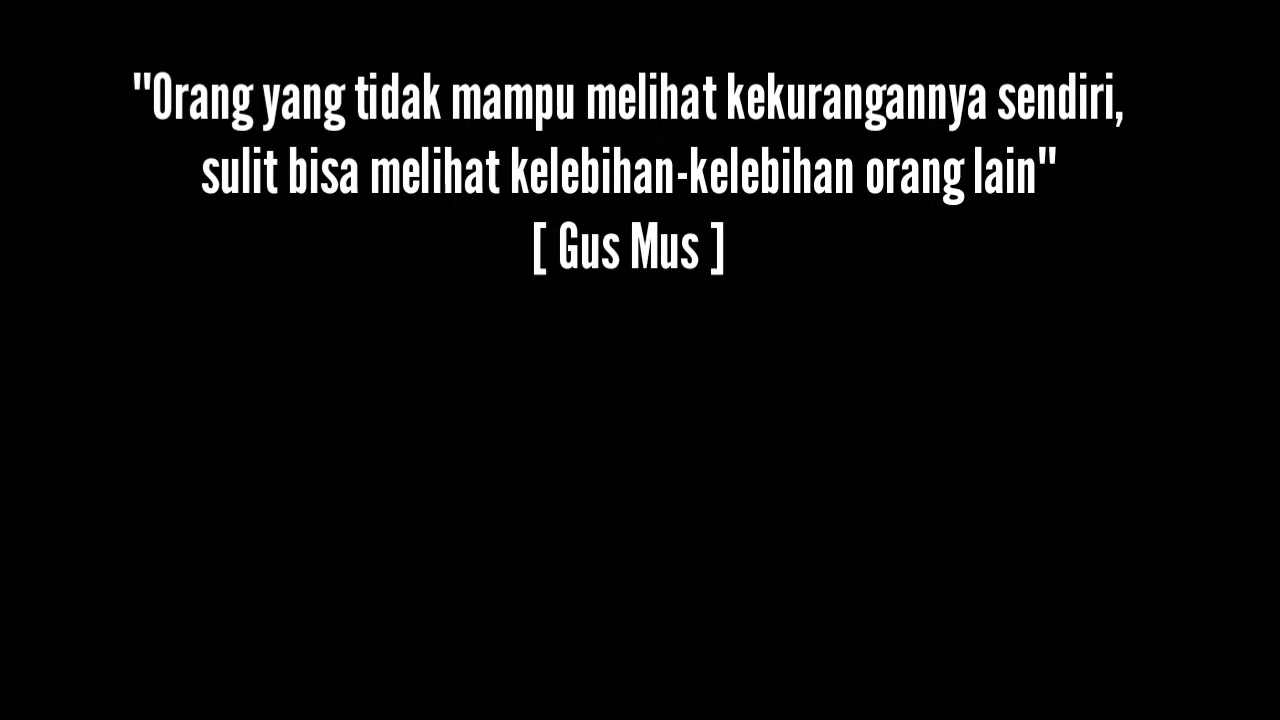 "Orang yang tidak mampu melihat kekurangannya sendiri,
sulit bisa melihat kelebihan-kelebihan orang lain"
[ Gus Mus ]